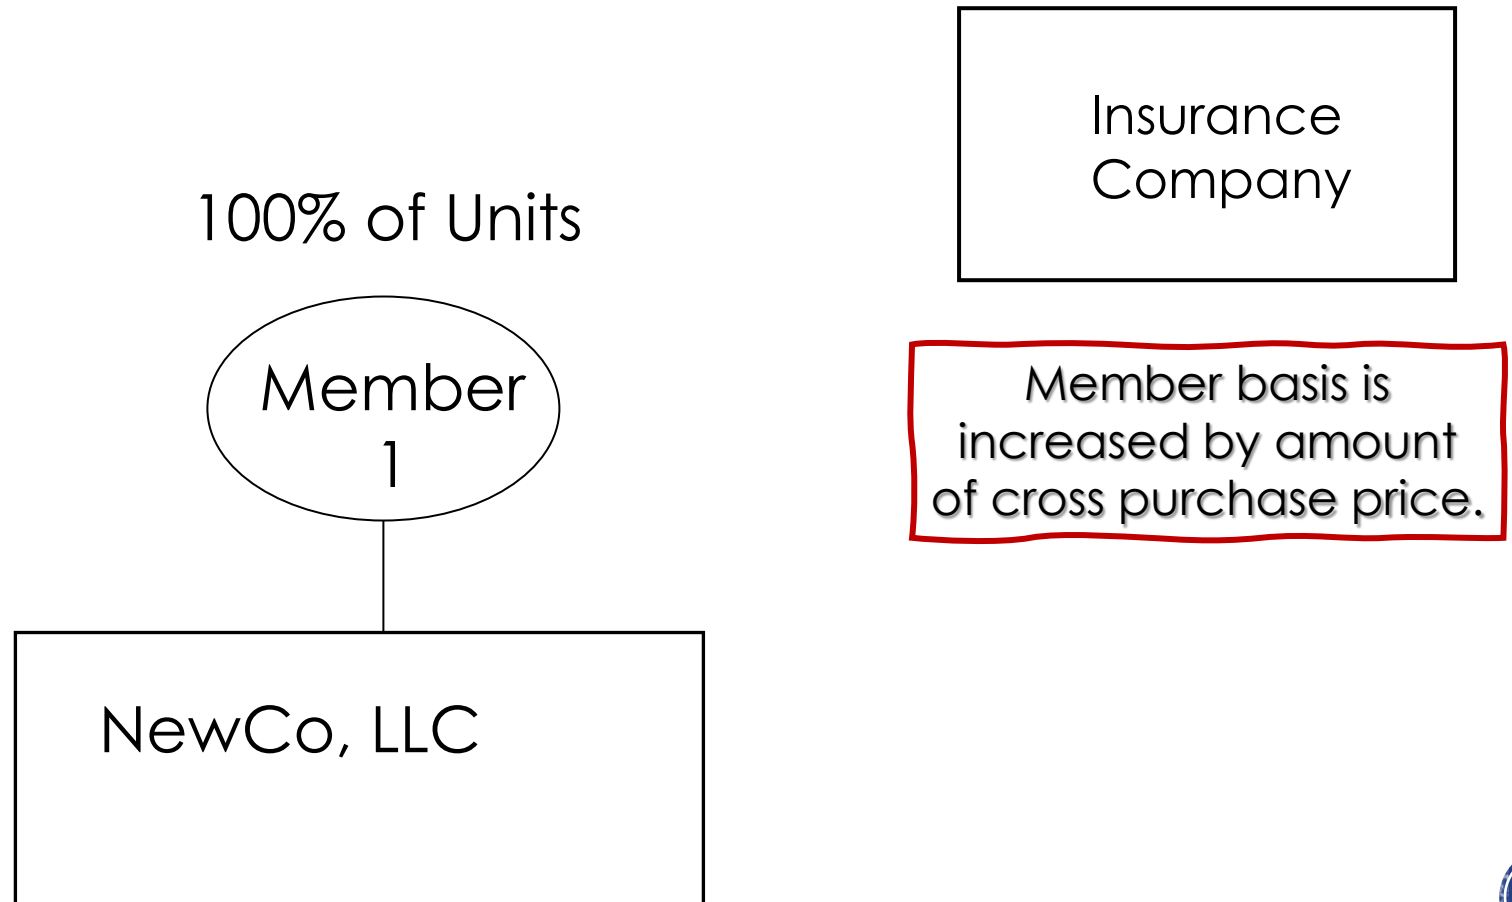 Insurance
Company
100% of Units
Member
1
Member basis is
increased by amount
of cross purchase price.
NewCo, LLC